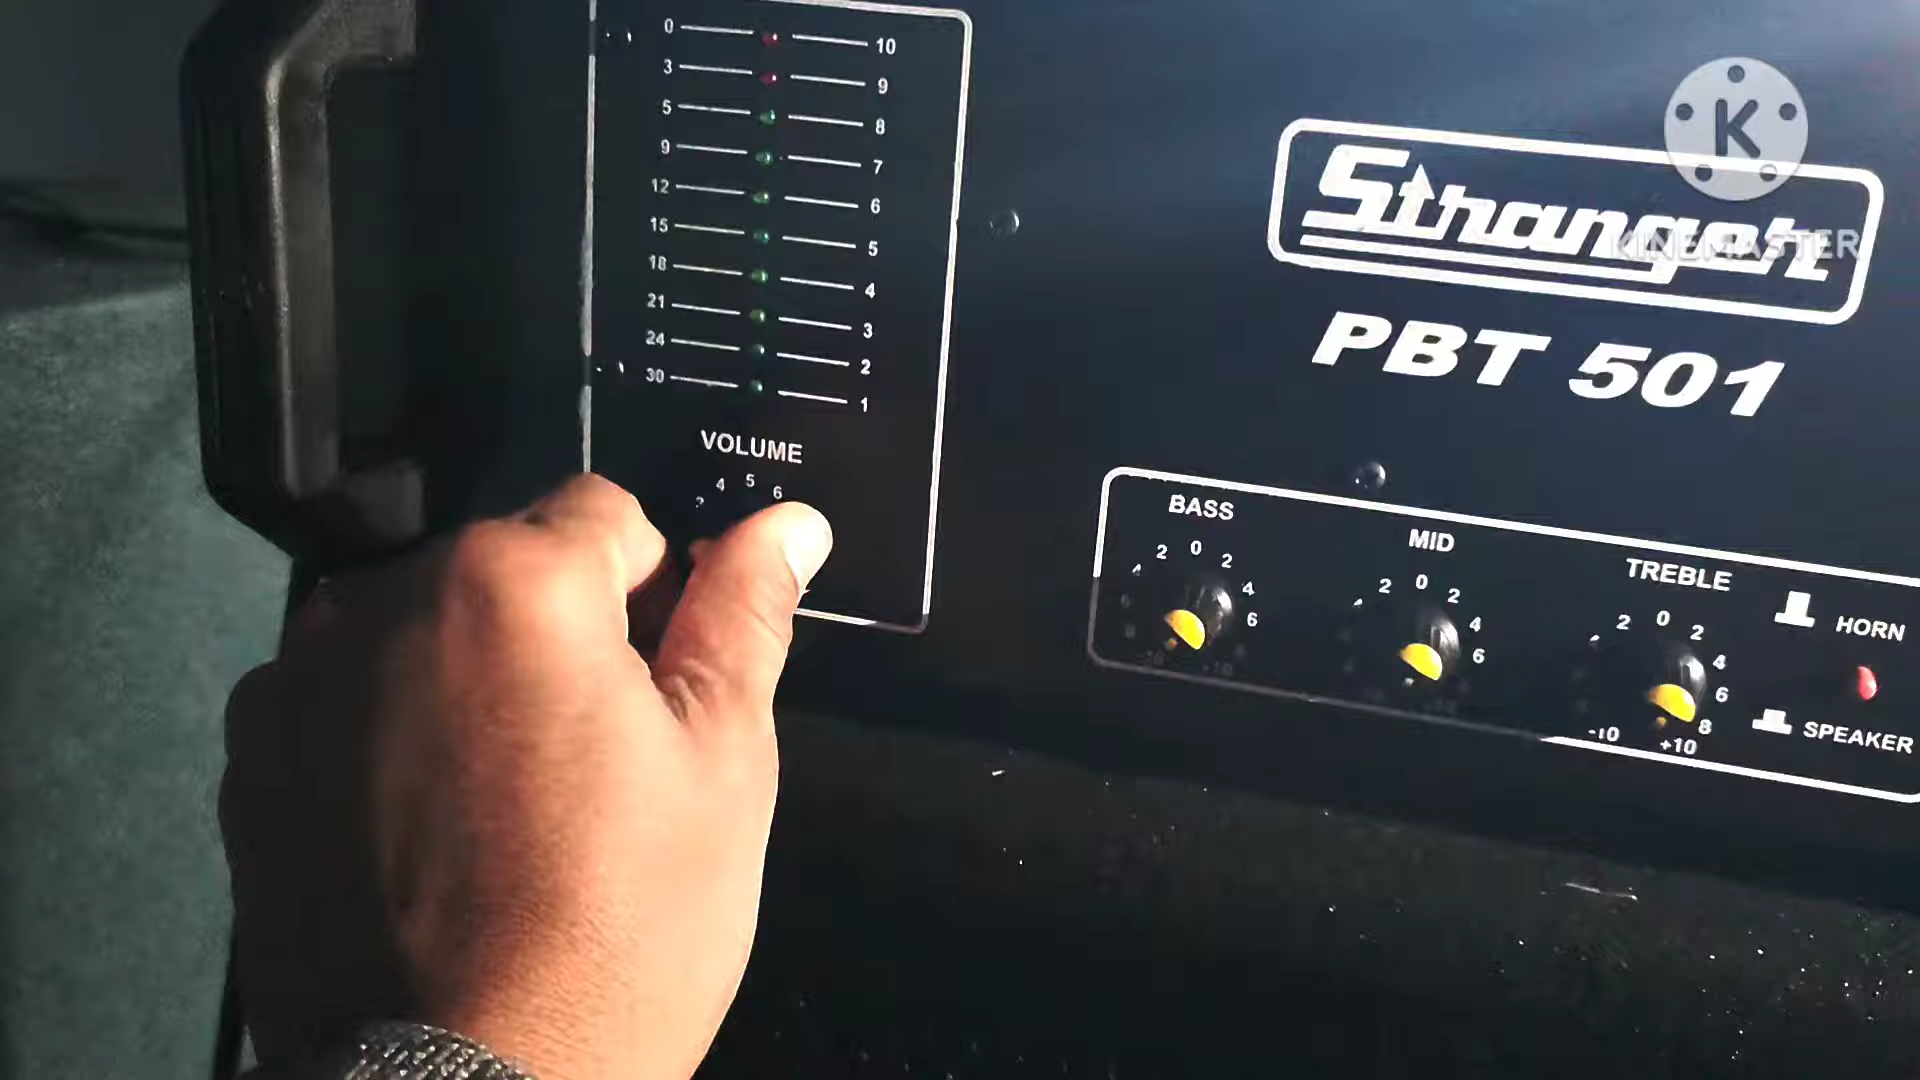 0 10
3 9
5 8
9 7
12 6
15 5
18 4
21 3
24 2
30 1
VOLUME
4 5 6
K
KINEMASTER
Stranger
PBT 501
BASS
2 0 2
4 4
6
MID
2 0 2
4
6
TREBLE
2 0 2
4
6
8
-10 +10
HORN
SPEAKER